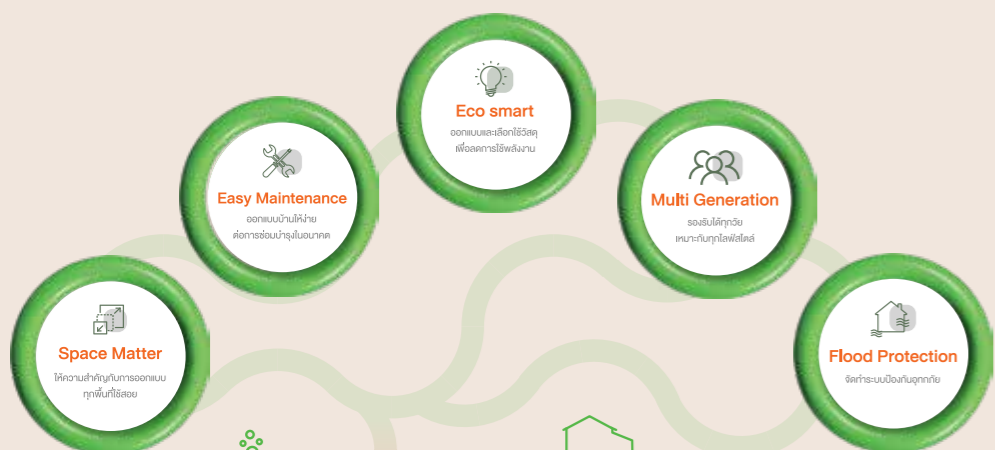 Eco smart
ออกแบบและเลือกใช้วัสดุ
เพื่อลดการใช้พลังงาน
Easy Maintenance
ออกแบบบ้านให้ง่าย
ต่อการซ่อมบำรุงในอนาคต
Multi Generation
รองรับได้ทุกวัย
เหมาะกับทุกไลฟ์สไตล์
Space Matter
ให้ความสำคัญกับการออกแบบ
ทุกพื้นที่ใช้สอย
Flood Protection
จัดทำระบบป้องกันอุทกภัย